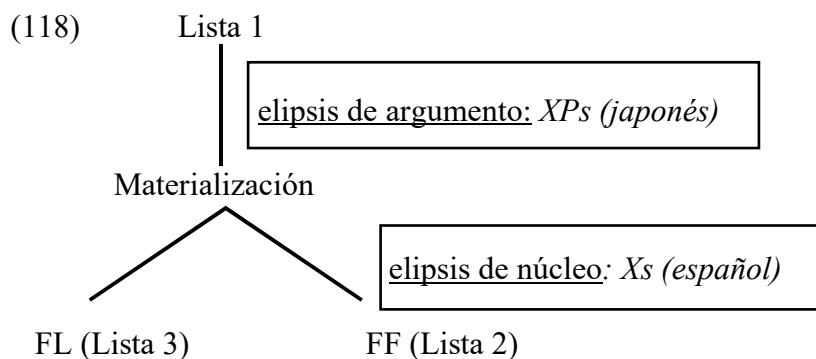 (118) Lista 1
elipsis de argumento: XPs (japonés)
Materialización
elipsis de núcleo: Xs (español)
FL (Lista 3) FF (Lista 2)